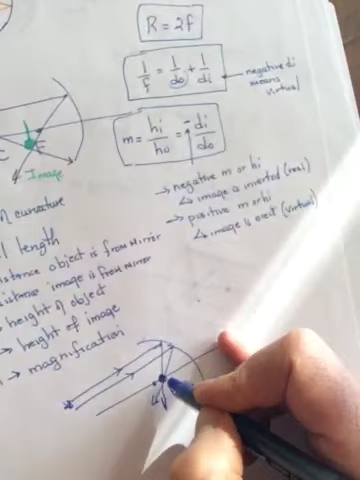 R = 2f
1/f = 1/do + 1/di
negative di
means
virtual
m = hi/ho = -di/do
C
F
Image
→ negative m or hi
↳ image is inverted (real)
→ positive m or hi
↳ image is erect (virtual)
curvature
length
distance object is from mirror
distance image is from mirror
height of object
→ height of image
→ magnification